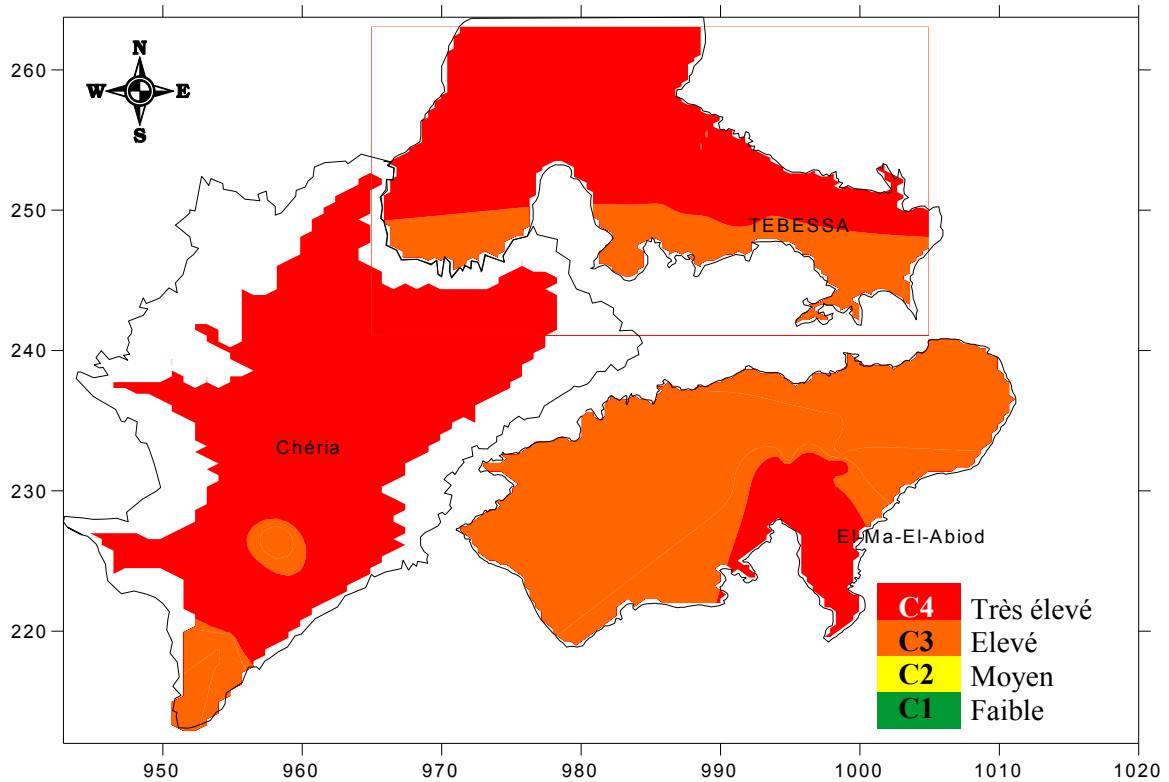 N
W E
S
260
250
240
230
220
TEBESSA
Chéria
El-Ma-El-Abiod
C4 Très élevé
C3 Elevé
C2 Moyen
C1 Faible
950 960 970 980 990 1000 1010 1020